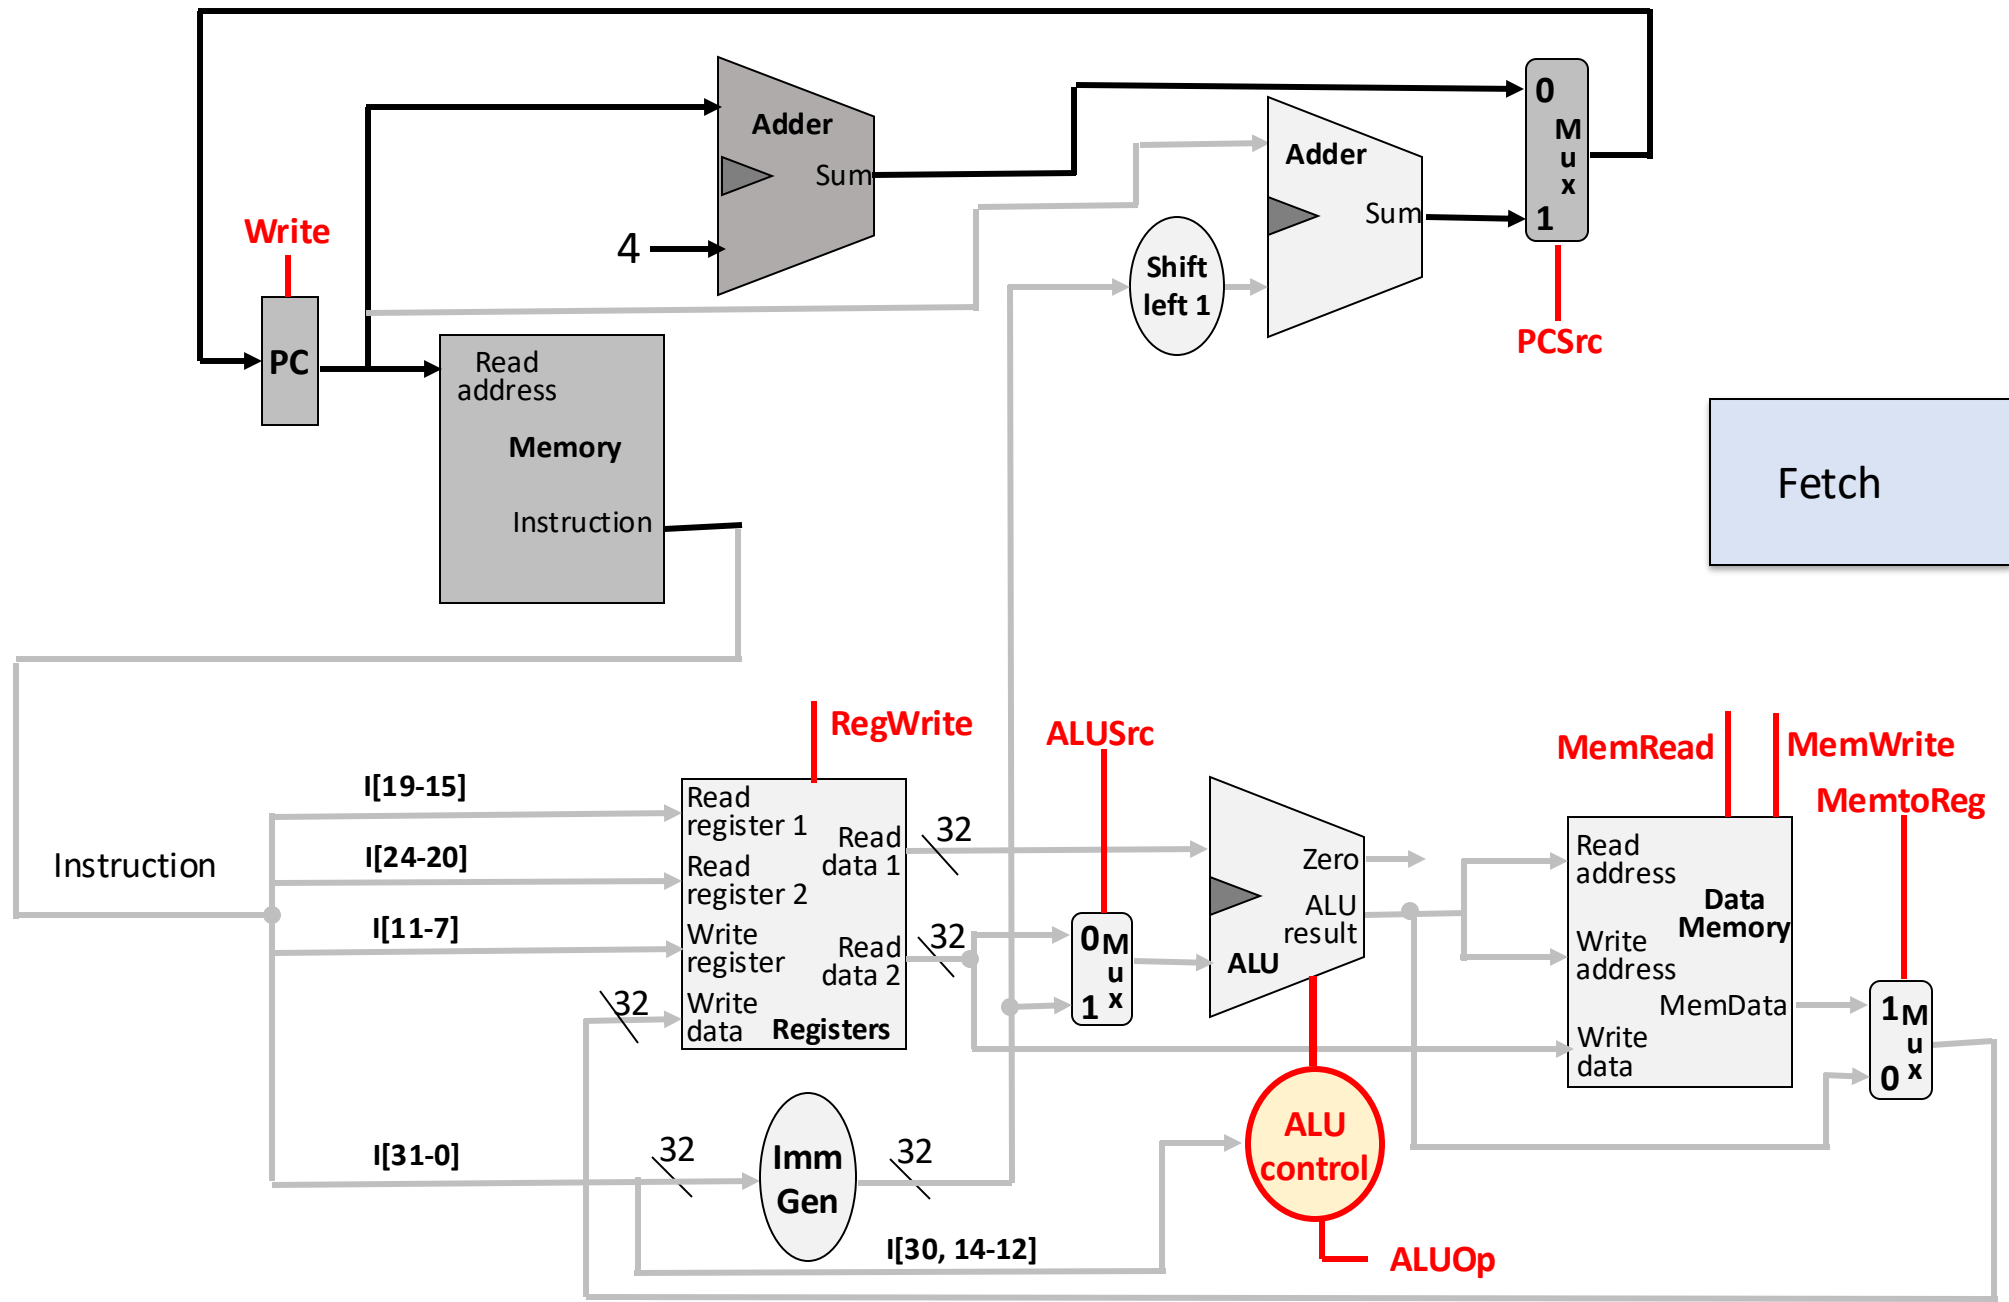 Adder
Sum
4
Write
PC
Read
address
Memory
Instruction
Adder
Sum
Shift
left 1
0
M
u
x
1
PCSrc
Fetch
RegWrite
ALUSrc
MemRead
MemWrite
MemtoReg
Instruction
I[19-15]
I[24-20]
I[11-7]
I[31-0]
Read
register 1
Read
register 2
Write
register
Write
data
Read
data 1
Read
data 2
Registers
32
32
32
32
32
Imm
Gen
I[30, 14-12]
0
M
u
x
1
Zero
ALU
result
ALU
ALU
control
ALUOp
Read
address
Data
Memory
Write
address
MemData
Write
data
1
M
u
x
0